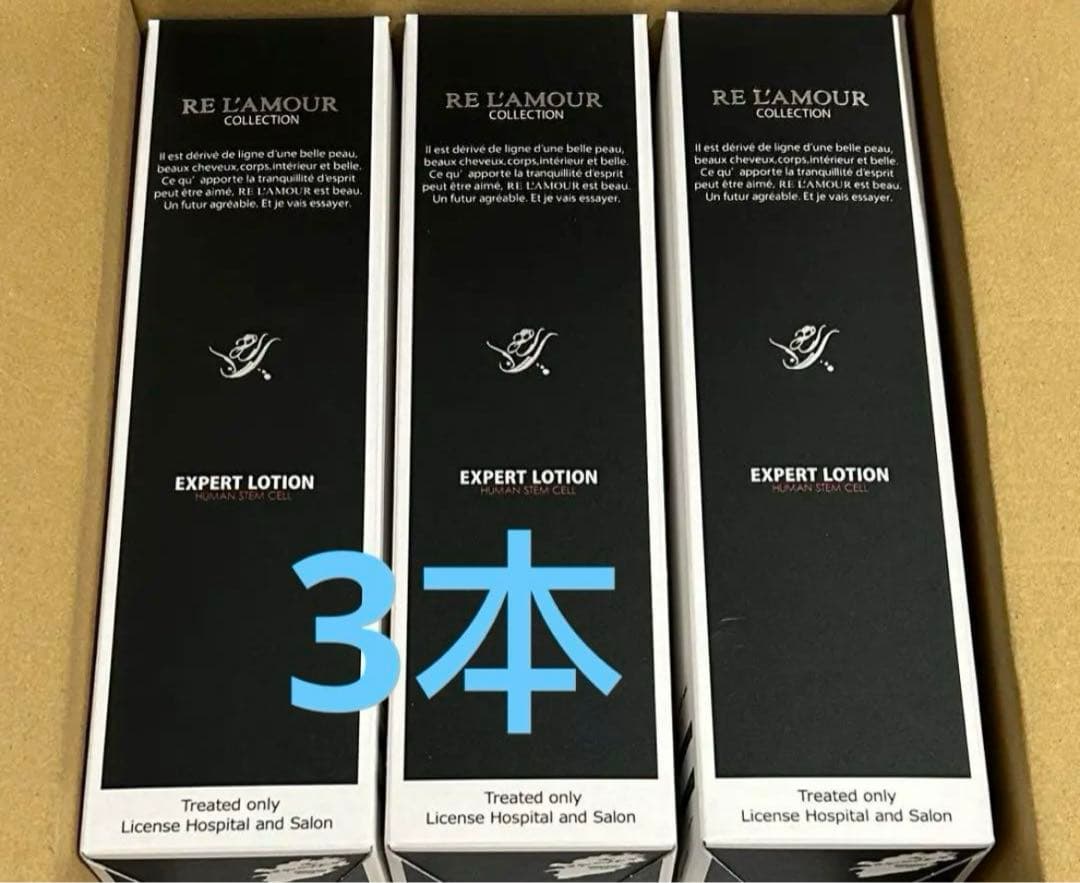 RE L'AMOUR
COLLECTION
Il est dérivé de ligne d'une belle peau,
beaux cheveux,corps,intérieur et belle.
Ce qu' apporte la tranquillité d'esprit
peut être aimé, RE L'AMOUR est beau.
Un futur agréable. Et je vais essayer.
EXPERT LOTION
HUMAN STEM CELL
Treated only
License Hospital and Salon
RE L'AMOUR
COLLECTION
Il est dérivé de ligne d'une belle peau,
beaux cheveux,corps,intérieur et belle.
Ce qu' apporte la tranquillité d'esprit
peut être aimé, RE L'AMOUR est beau.
Un futur agréable. Et je vais essayer.
EXPERT LOTION
HUMAN STEM CELL
Treated only
License Hospital and Salon
RE L'AMOUR
COLLECTION
Il est dérivé de ligne d'une belle peau,
beaux cheveux,corps,intérieur et belle.
Ce qu' apporte la tranquillité d'esprit
peut être aimé, RE L'AMOUR est beau.
Un futur agréable. Et je vais essayer.
EXPERT LOTION
HUMAN STEM CELL
Treated only
License Hospital and Salon
3本